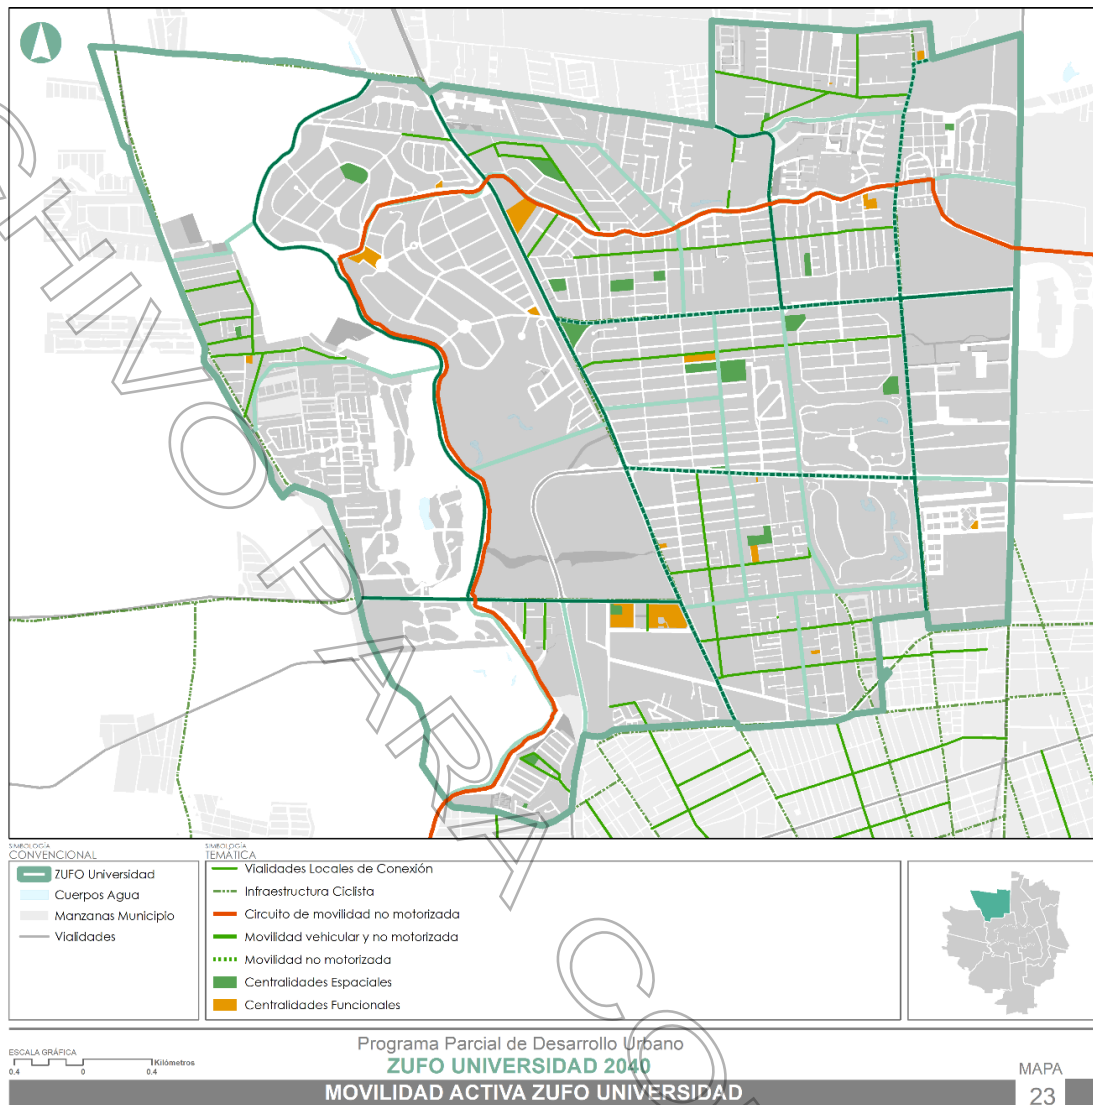 SIMBOLOGÍA
CONVENCIONAL
ZUFO Universidad
Cuerpos Agua
Manzanas Municipio
Vialidades
SIMBOLOGÍA
TEMÁTICA
Vialidades Locales de Conexión
Infraestructura Ciclista
Circuito de movilidad no motorizada
Movilidad vehicular y no motorizada
Movilidad no motorizada
Centralidades Espaciales
Centralidades Funcionales
ESCALA GRÁFICA
Kilómetros
0.4 0 0.4
Programa Parcial de Desarrollo Urbano
ZUFO UNIVERSIDAD 2040
MOVILIDAD ACTIVA ZUFO UNIVERSIDAD
MAPA
23
CHIVO PARA CO